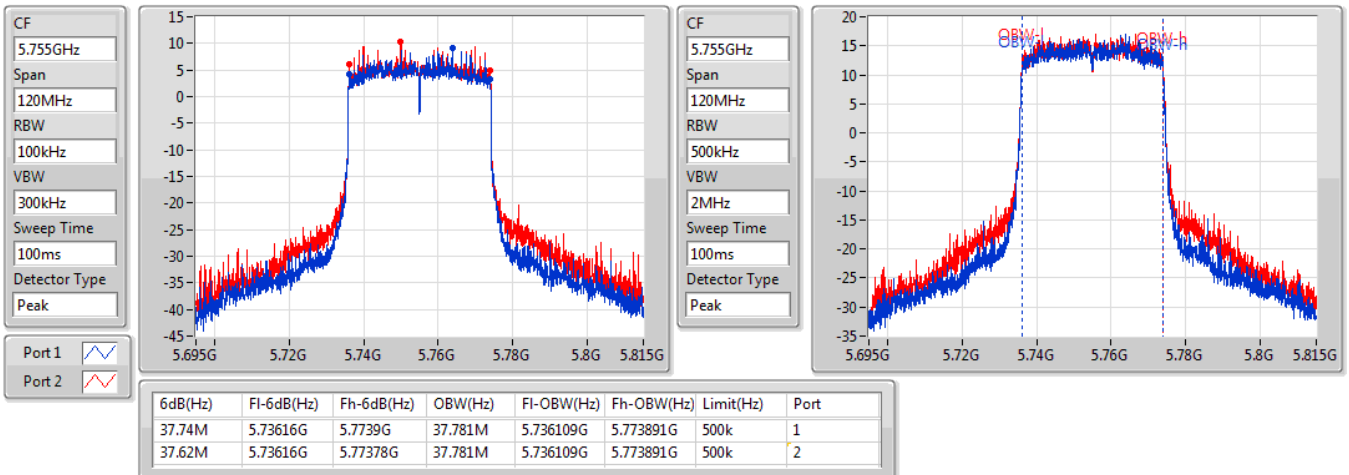 CF
5.755GHz
Span
120MHz
RBW
100kHz
VBW
300kHz
Sweep Time
100ms
Detector Type
Peak
Port 1
Port 2
15
10
5
0
-5
-10
-15
-20
-25
-30
-35
-40
-45
5.695G 5.72G 5.74G 5.76G 5.78G 5.8G 5.815G
CF
5.755GHz
Span
120MHz
RBW
500kHz
VBW
2MHz
Sweep Time
100ms
Detector Type
Peak
20
15
10
5
0
-5
-10
-15
-20
-25
-30
-35
OBW-l OBW-h
OBW-l OBW-h
5.695G 5.72G 5.74G 5.76G 5.78G 5.8G 5.815G
6dB(Hz) Fl-6dB(Hz) Fh-6dB(Hz) OBW(Hz) Fl-OBW(Hz) Fh-OBW(Hz) Limit(Hz) Port
37.74M 5.73616G 5.7739G 37.781M 5.736109G 5.773891G 500k 1
37.62M 5.73616G 5.77378G 37.781M 5.736109G 5.773891G 500k 2